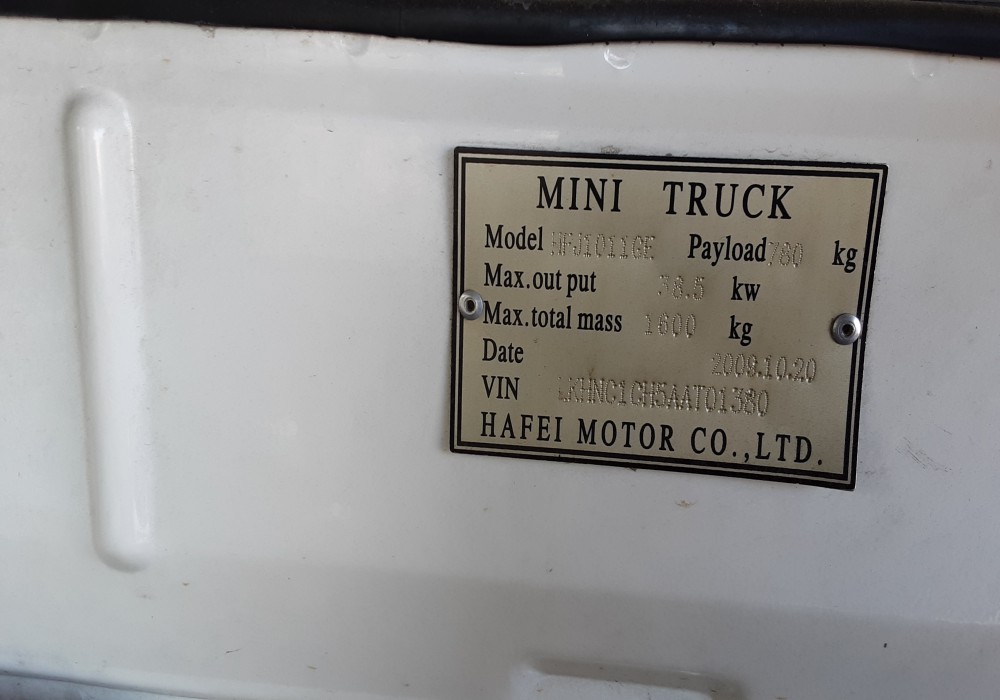 MINI TRUCK
Model HFJ1011GE Payload 780 kg
Max.out put 38.5 kw
Max.total mass 1600 kg
Date 2009.10.20
VIN LKHNC1GH5AAT01380
HAFEI MOTOR CO.,LTD.